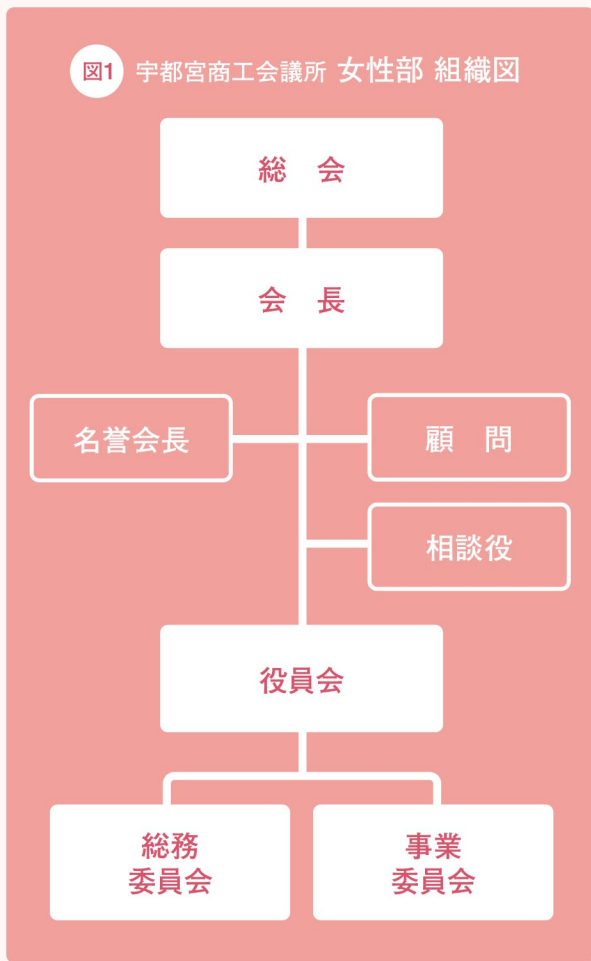 図1 宇都宮商工会議所 女性部 組織図
総　会
会　長
名誉会長
顧　問
相談役
役員会
総務
委員会
事業
委員会